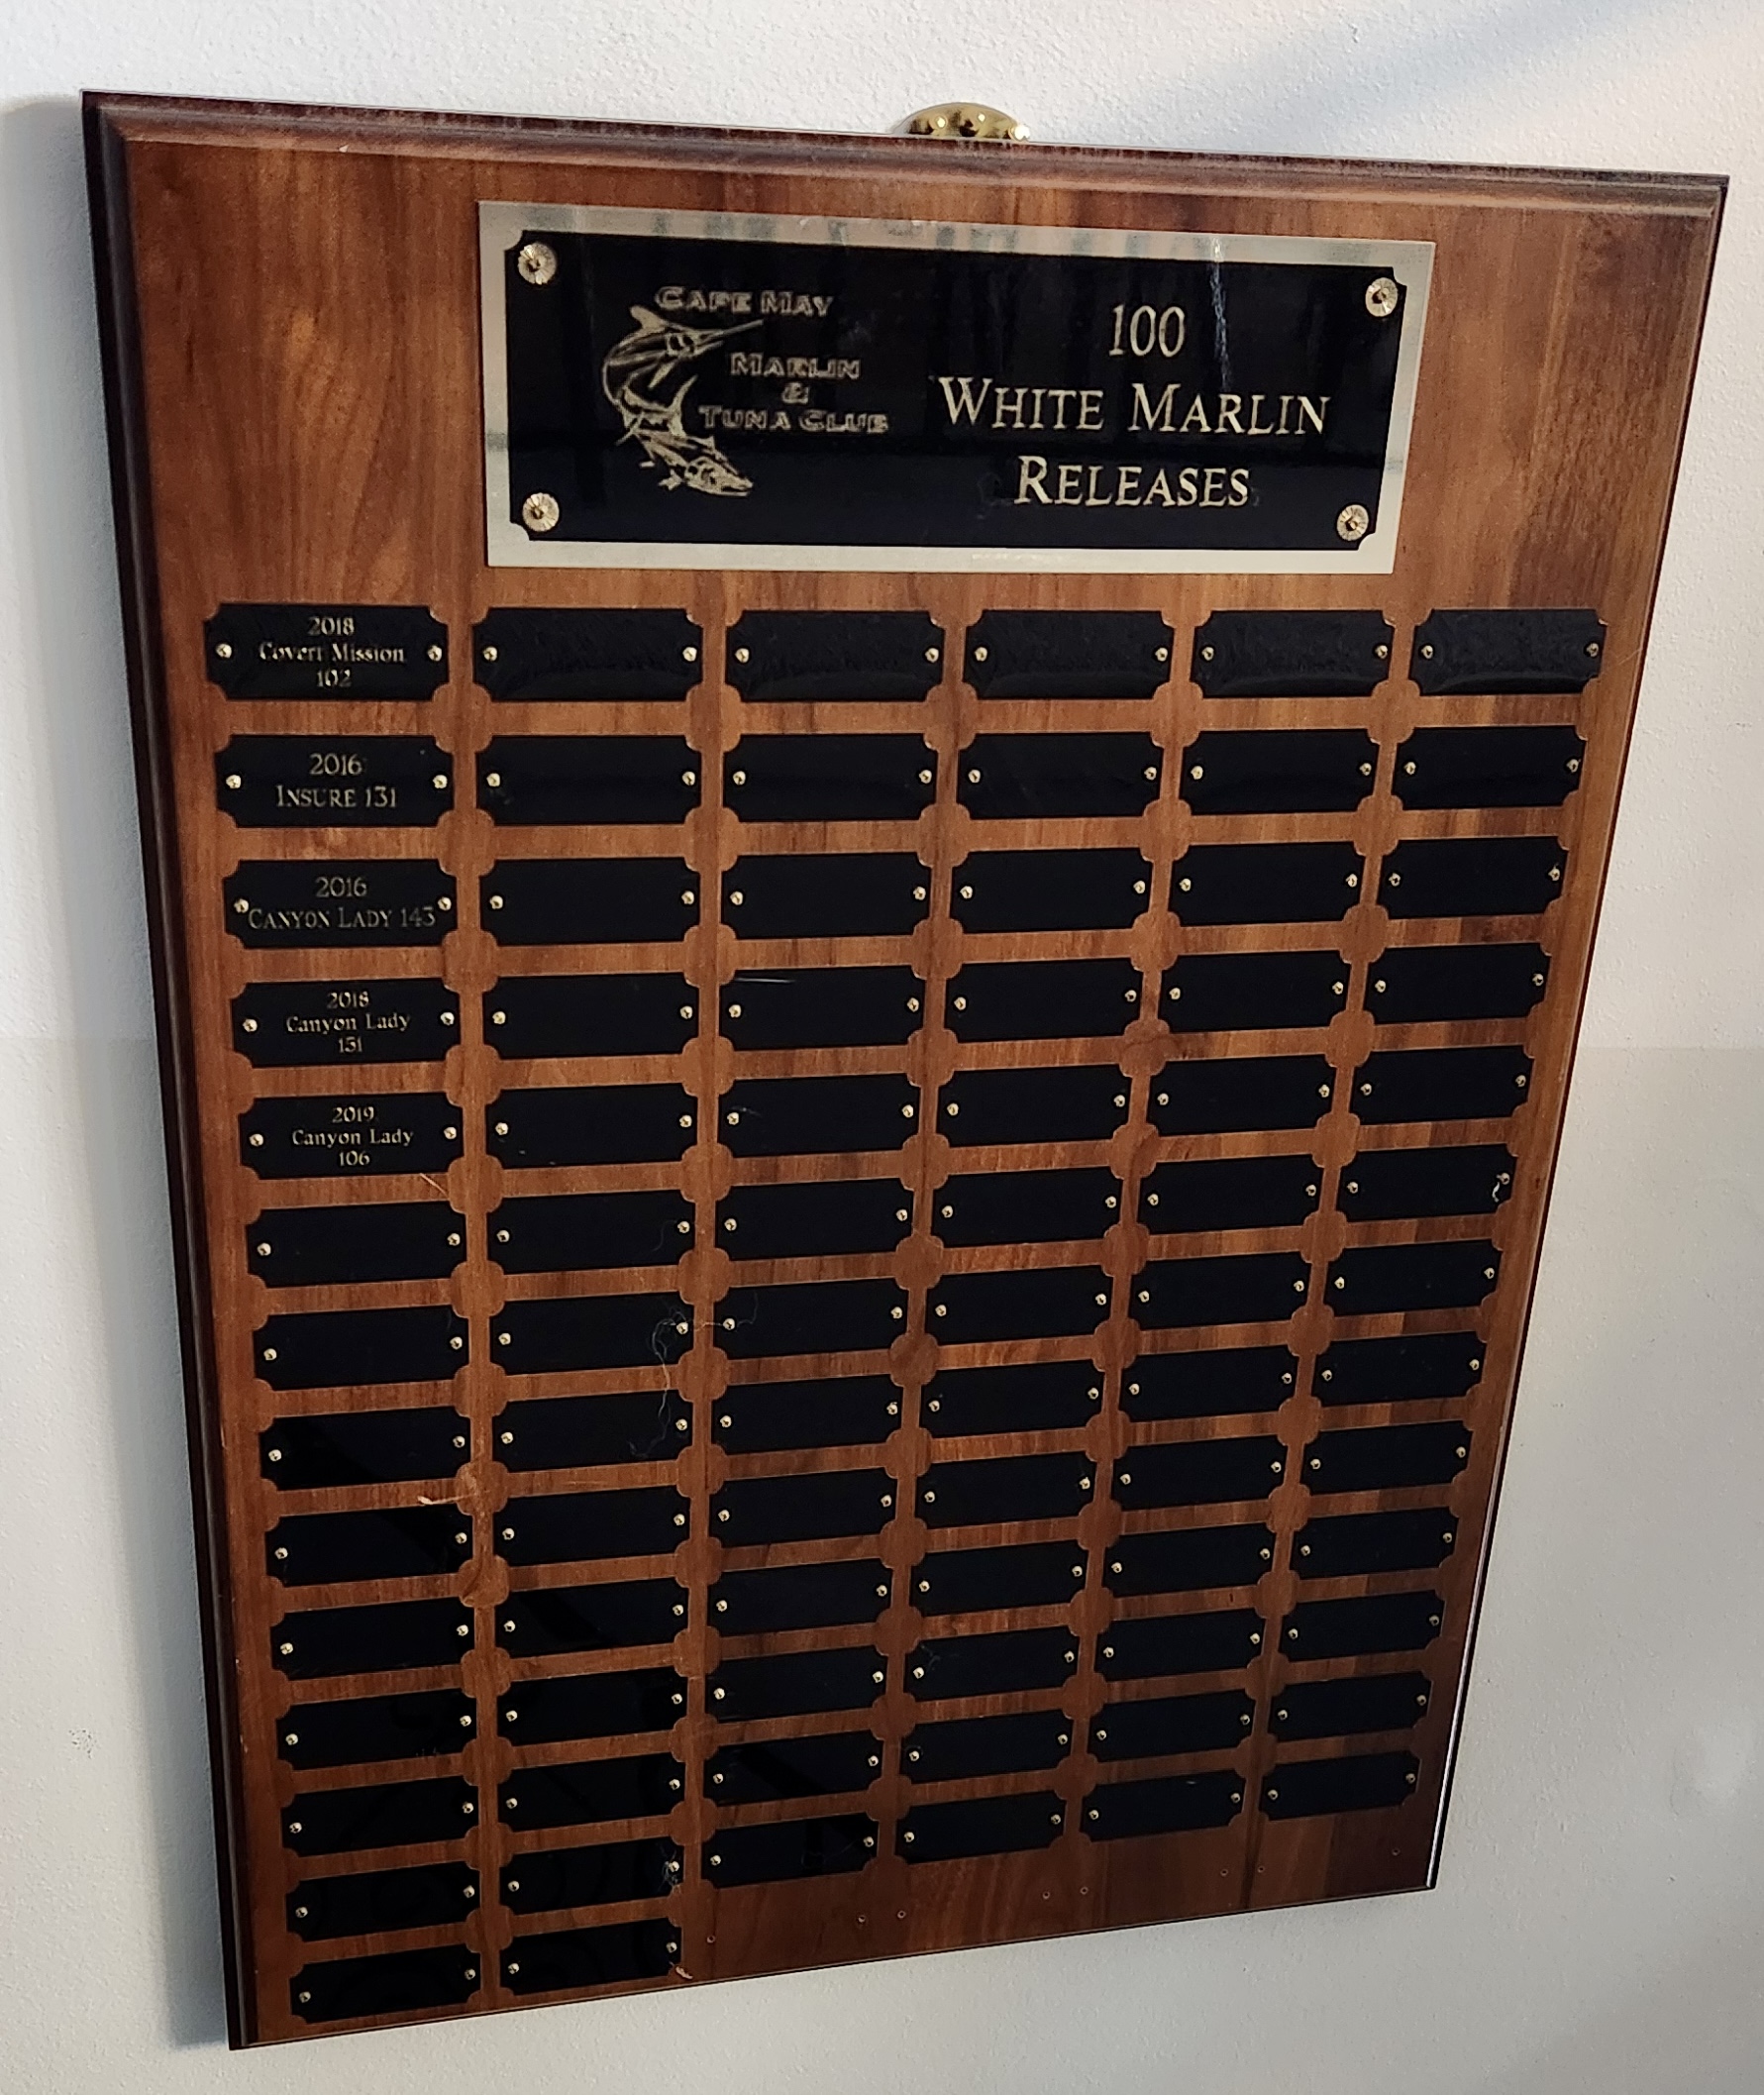 CAPE MAY
MARLIN
&
TUNA CLUB
100
WHITE MARLIN
RELEASES
2018
Covert Mission
102
2016
INSURE 131
2016
CANYON LADY 143
2018
Canyon Lady
131
2019
Canyon Lady
106